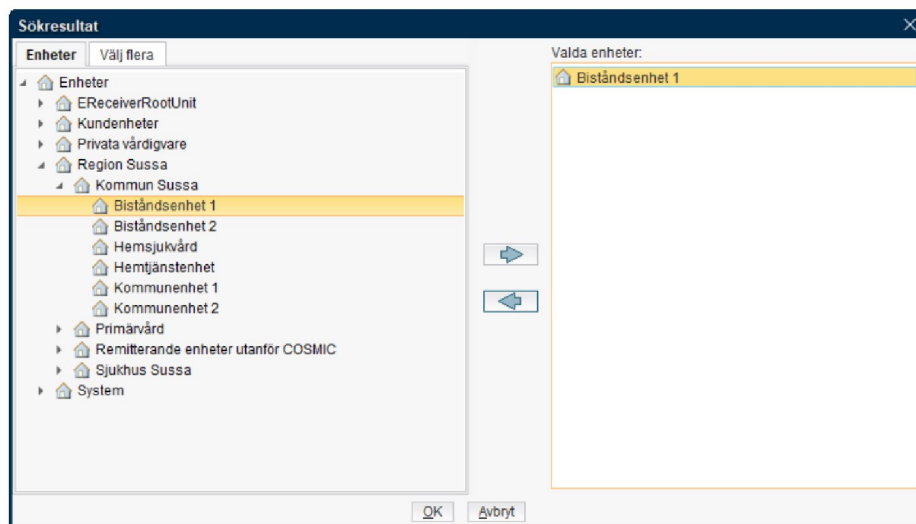 Sökresultat
Enheter
Välj flera
Enheter
EReceiverRootUnit
Kundenheter
Privata vårdigvare
Region Sussa
Kommun Sussa
Biståndsenhet 1
Biståndsenhet 2
Hemsjukvård
Hemtjänstenhet
Kommunenhet 1
Kommunenhet 2
Primärvård
Remitterande enheter utanför COSMIC
Sjukhus Sussa
System
Valda enheter:
Biståndsenhet 1
OK
Avbryt